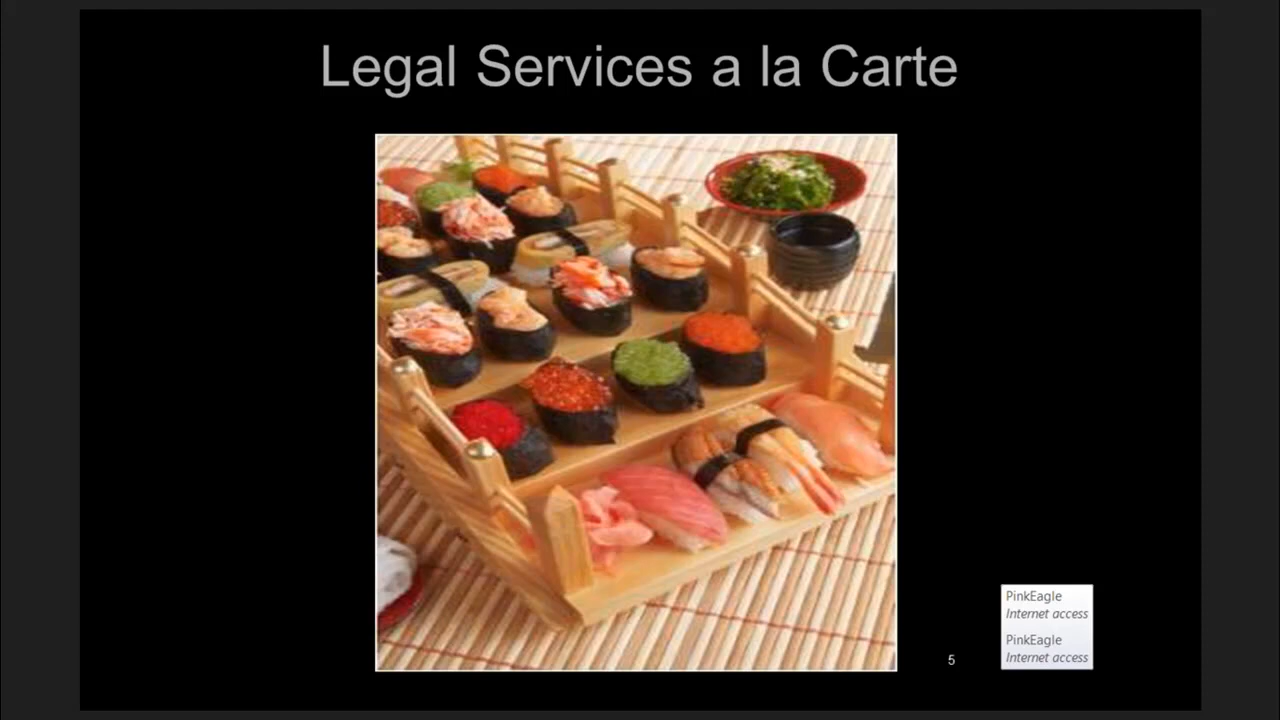 Legal Services a la Carte
5
PinkEagle
Internet access
PinkEagle
Internet access